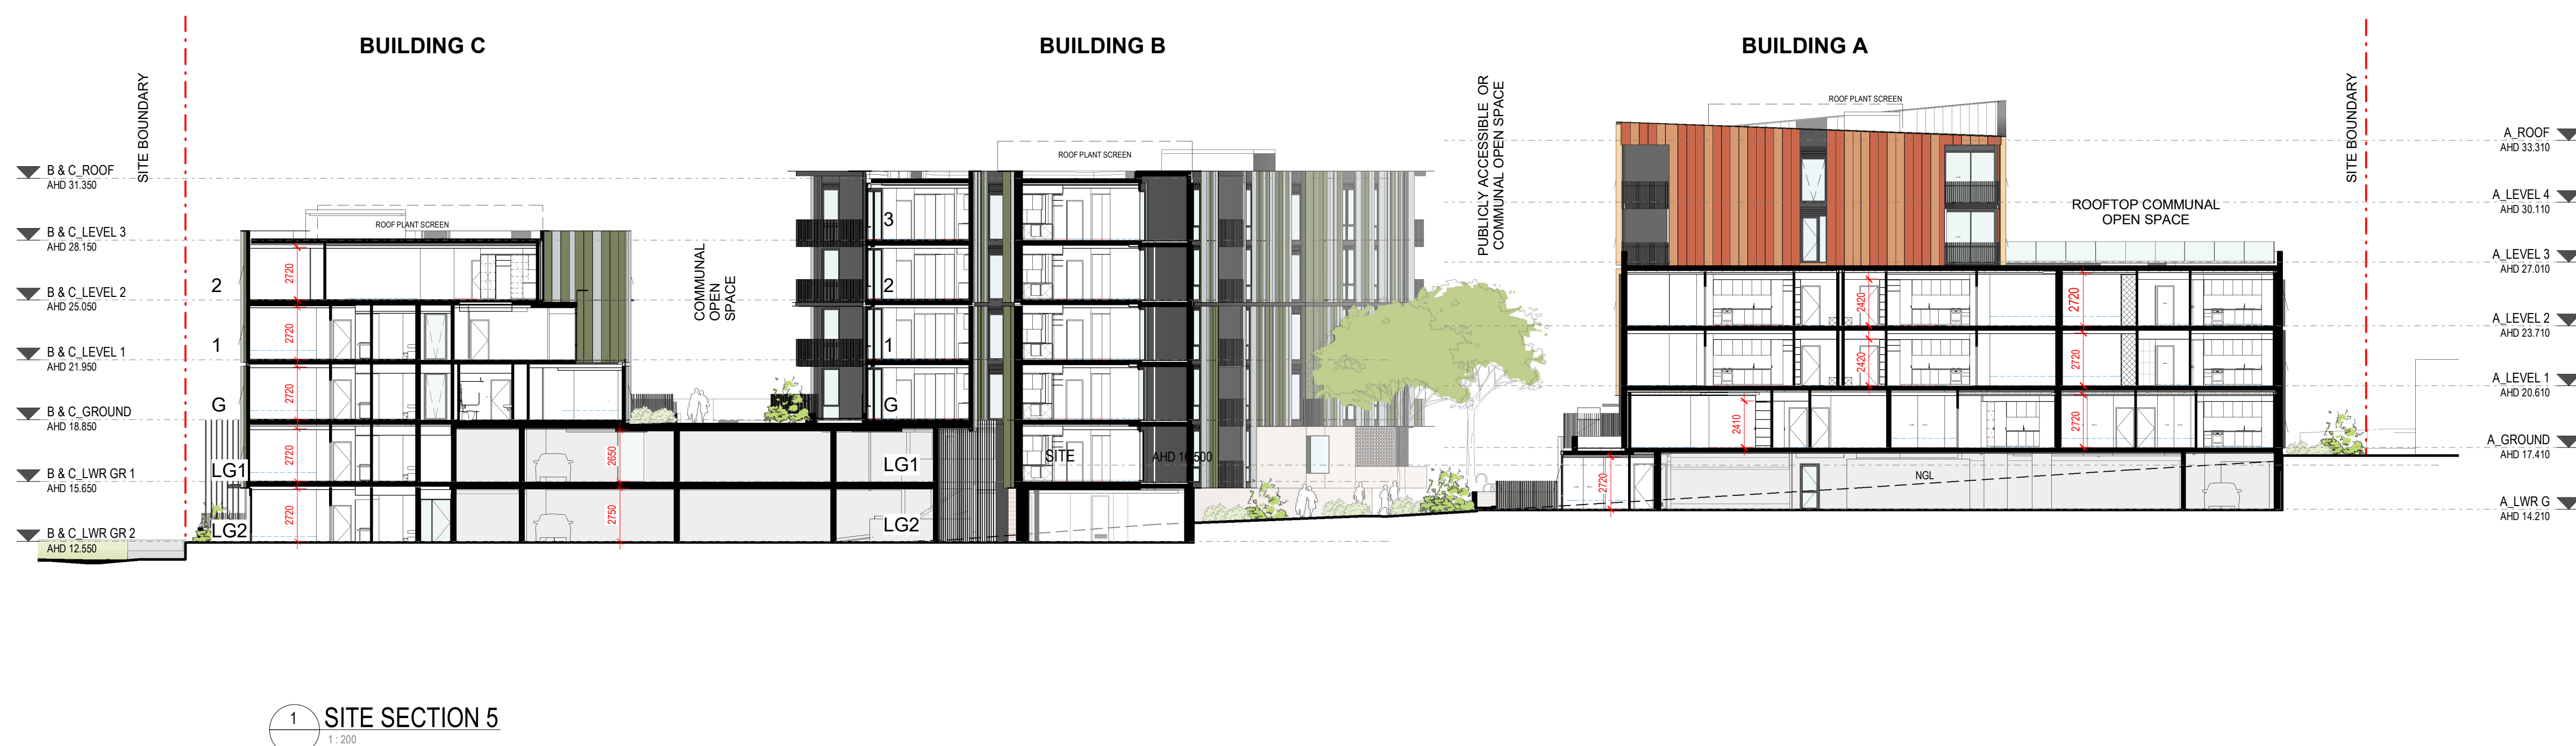 BUILDING C
BUILDING B
BUILDING A
SITE BOUNDARY
PUBLICLY ACCESSIBLE OR
COMMUNAL OPEN SPACE
SITE BOUNDARY
ROOF PLANT SCREEN
ROOF PLANT SCREEN
ROOF PLANT SCREEN
B & C_ROOF
AHD 31.350
B & C_LEVEL 3
AHD 28.150
B & C_LEVEL 2
AHD 25.050
B & C_LEVEL 1
AHD 21.950
B & C_GROUND
AHD 18.850
B & C_LWR GR 1
AHD 15.650
B & C_LWR GR 2
AHD 12.550
2
1
G
LG1
LG2
2720
2720
2720
2720
2720
COMMUNAL
OPEN
SPACE
2650
2750
3
2
1
G
LG1
LG2
SITE
AHD 16.500
ROOFTOP COMMUNAL
OPEN SPACE
2420
2720
2420
2720
2410
2720
2720
NGL
A_ROOF
AHD 33.310
A_LEVEL 4
AHD 30.110
A_LEVEL 3
AHD 27.010
A_LEVEL 2
AHD 23.710
A_LEVEL 1
AHD 20.610
A_GROUND
AHD 17.410
A_LWR G
AHD 14.210
1
SITE SECTION 5
1 : 200